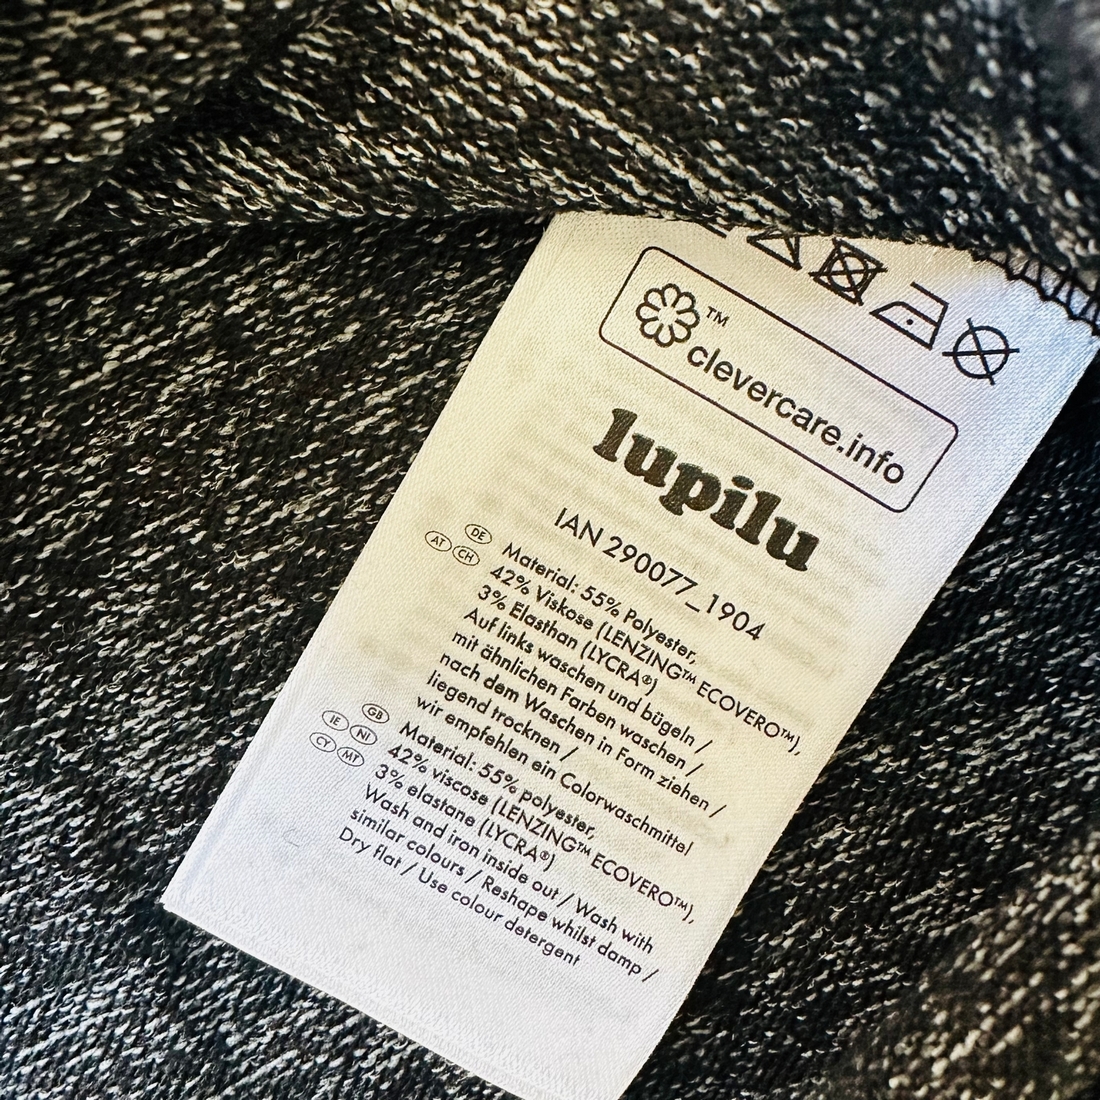 ™
clevercare.info
lupilu
IAN 290077_1904
DE
AT CH
Material: 55% Polyester,
42% Viskose (LENZING™ ECOVERO™),
3% Elasthan (LYCRA®)
Auf links waschen und bügeln /
mit ähnlichen Farben waschen /
nach dem Waschen in Form ziehen /
liegend trocknen /
wir empfehlen ein Colorwaschmittel
GB
IE NI
CY MT
Material: 55% polyester,
42% viscose (LENZING™ ECOVERO™),
3% elastane (LYCRA®)
Wash and iron inside out / Wash with
similar colours / Reshape whilst damp /
Dry flat / Use colour detergent